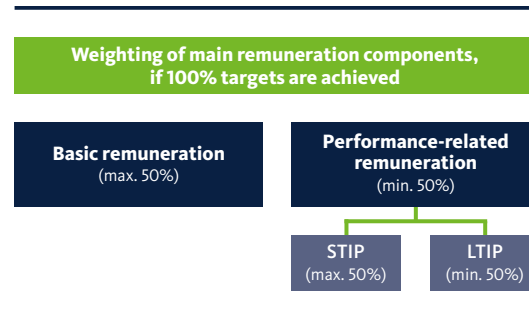 Weighting of main remuneration components,
if 100% targets are achieved
Basic remuneration
(max. 50%)
Performance-related
remuneration
(min. 50%)
STIP
(max. 50%)
LTIP
(min. 50%)